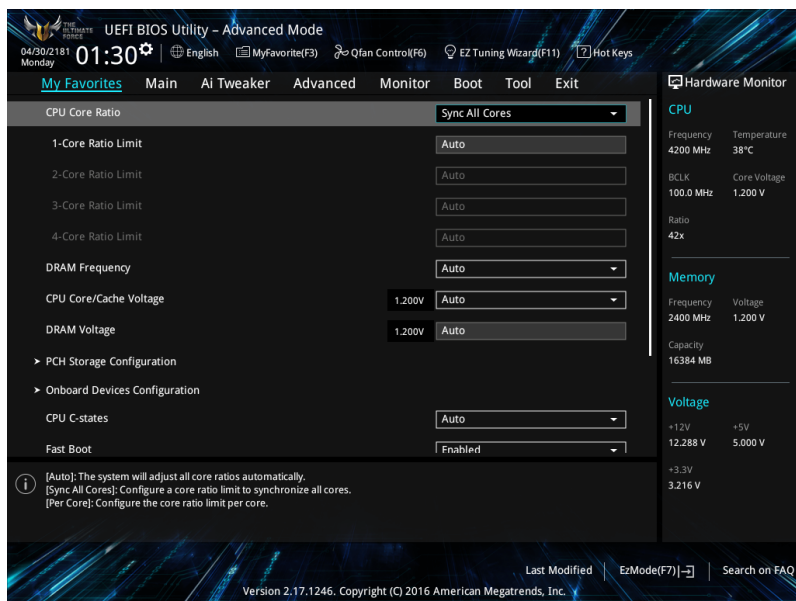 THE ULTIMATE FORCE
UEFI BIOS Utility – Advanced Mode
04/30/2181 Monday 01:30 English MyFavorite(F3) Qfan Control(F6) EZ Tuning Wizard(F11) ? Hot Keys
My Favorites Main Ai Tweaker Advanced Monitor Boot Tool Exit
CPU Core Ratio Sync All Cores
1-Core Ratio Limit Auto
2-Core Ratio Limit Auto
3-Core Ratio Limit Auto
4-Core Ratio Limit Auto
DRAM Frequency Auto
CPU Core/Cache Voltage 1.200V Auto
DRAM Voltage 1.200V Auto
PCH Storage Configuration
Onboard Devices Configuration
CPU C-states Auto
Fast Boot Enabled
[Auto]: The system will adjust all core ratios automatically.
[Sync All Cores]: Configure a core ratio limit to synchronize all cores.
[Per Core]: Configure the core ratio limit per core.
Hardware Monitor
CPU
Frequency Temperature
4200 MHz 38°C
BCLK Core Voltage
100.0 MHz 1.200 V
Ratio
42x
Memory
Frequency Voltage
2400 MHz 1.200 V
Capacity
16384 MB
Voltage
+12V +5V
12.288 V 5.000 V
+3.3V
3.216 V
Last Modified EzMode(F7) Search on FAQ
Version 2.17.1246. Copyright (C) 2016 American Megatrends, Inc.